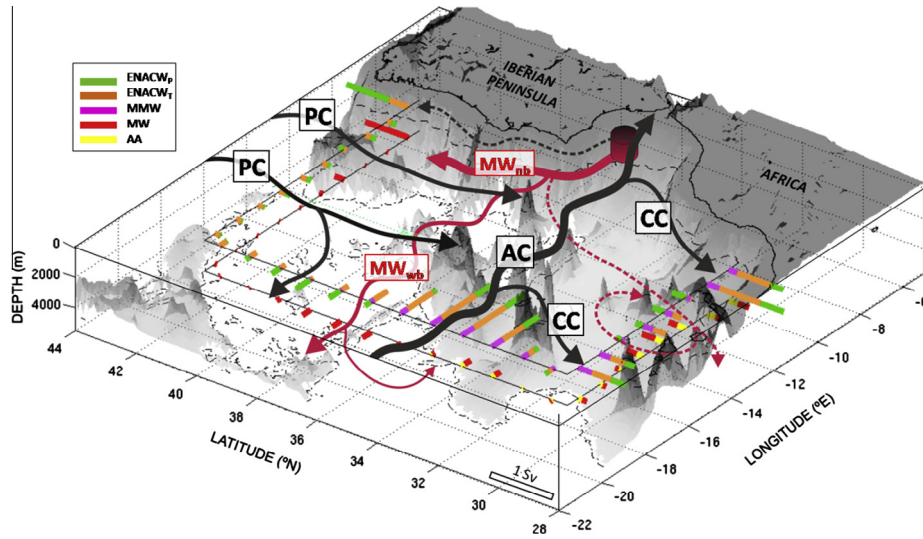 ENACWP
ENACWT
MMW
MW
AA
IBERIAN
PENINSULA
AFRICA
PC
PC
MWnb
CC
AC
MWwb
CC
DEPTH (m)
0
2000
4000
44
42
40
38
36
34
32
30
28
LATITUDE (ºN)
1 Sv
-22
-20
-18
-16
-14
-12
-10
-8
-6
LONGITUDE (ºE)